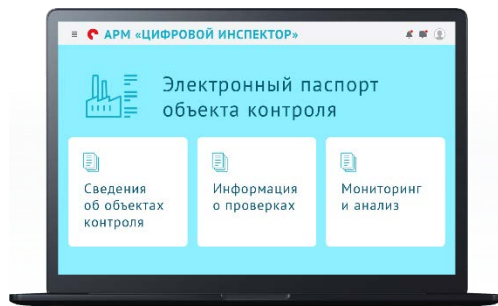 АРМ «ЦИФРОВОЙ ИНСПЕКТОР»
Электронный паспорт
объекта контроля
Сведения
об объектах
контроля
Информация
о проверках
Мониторинг
и анализ